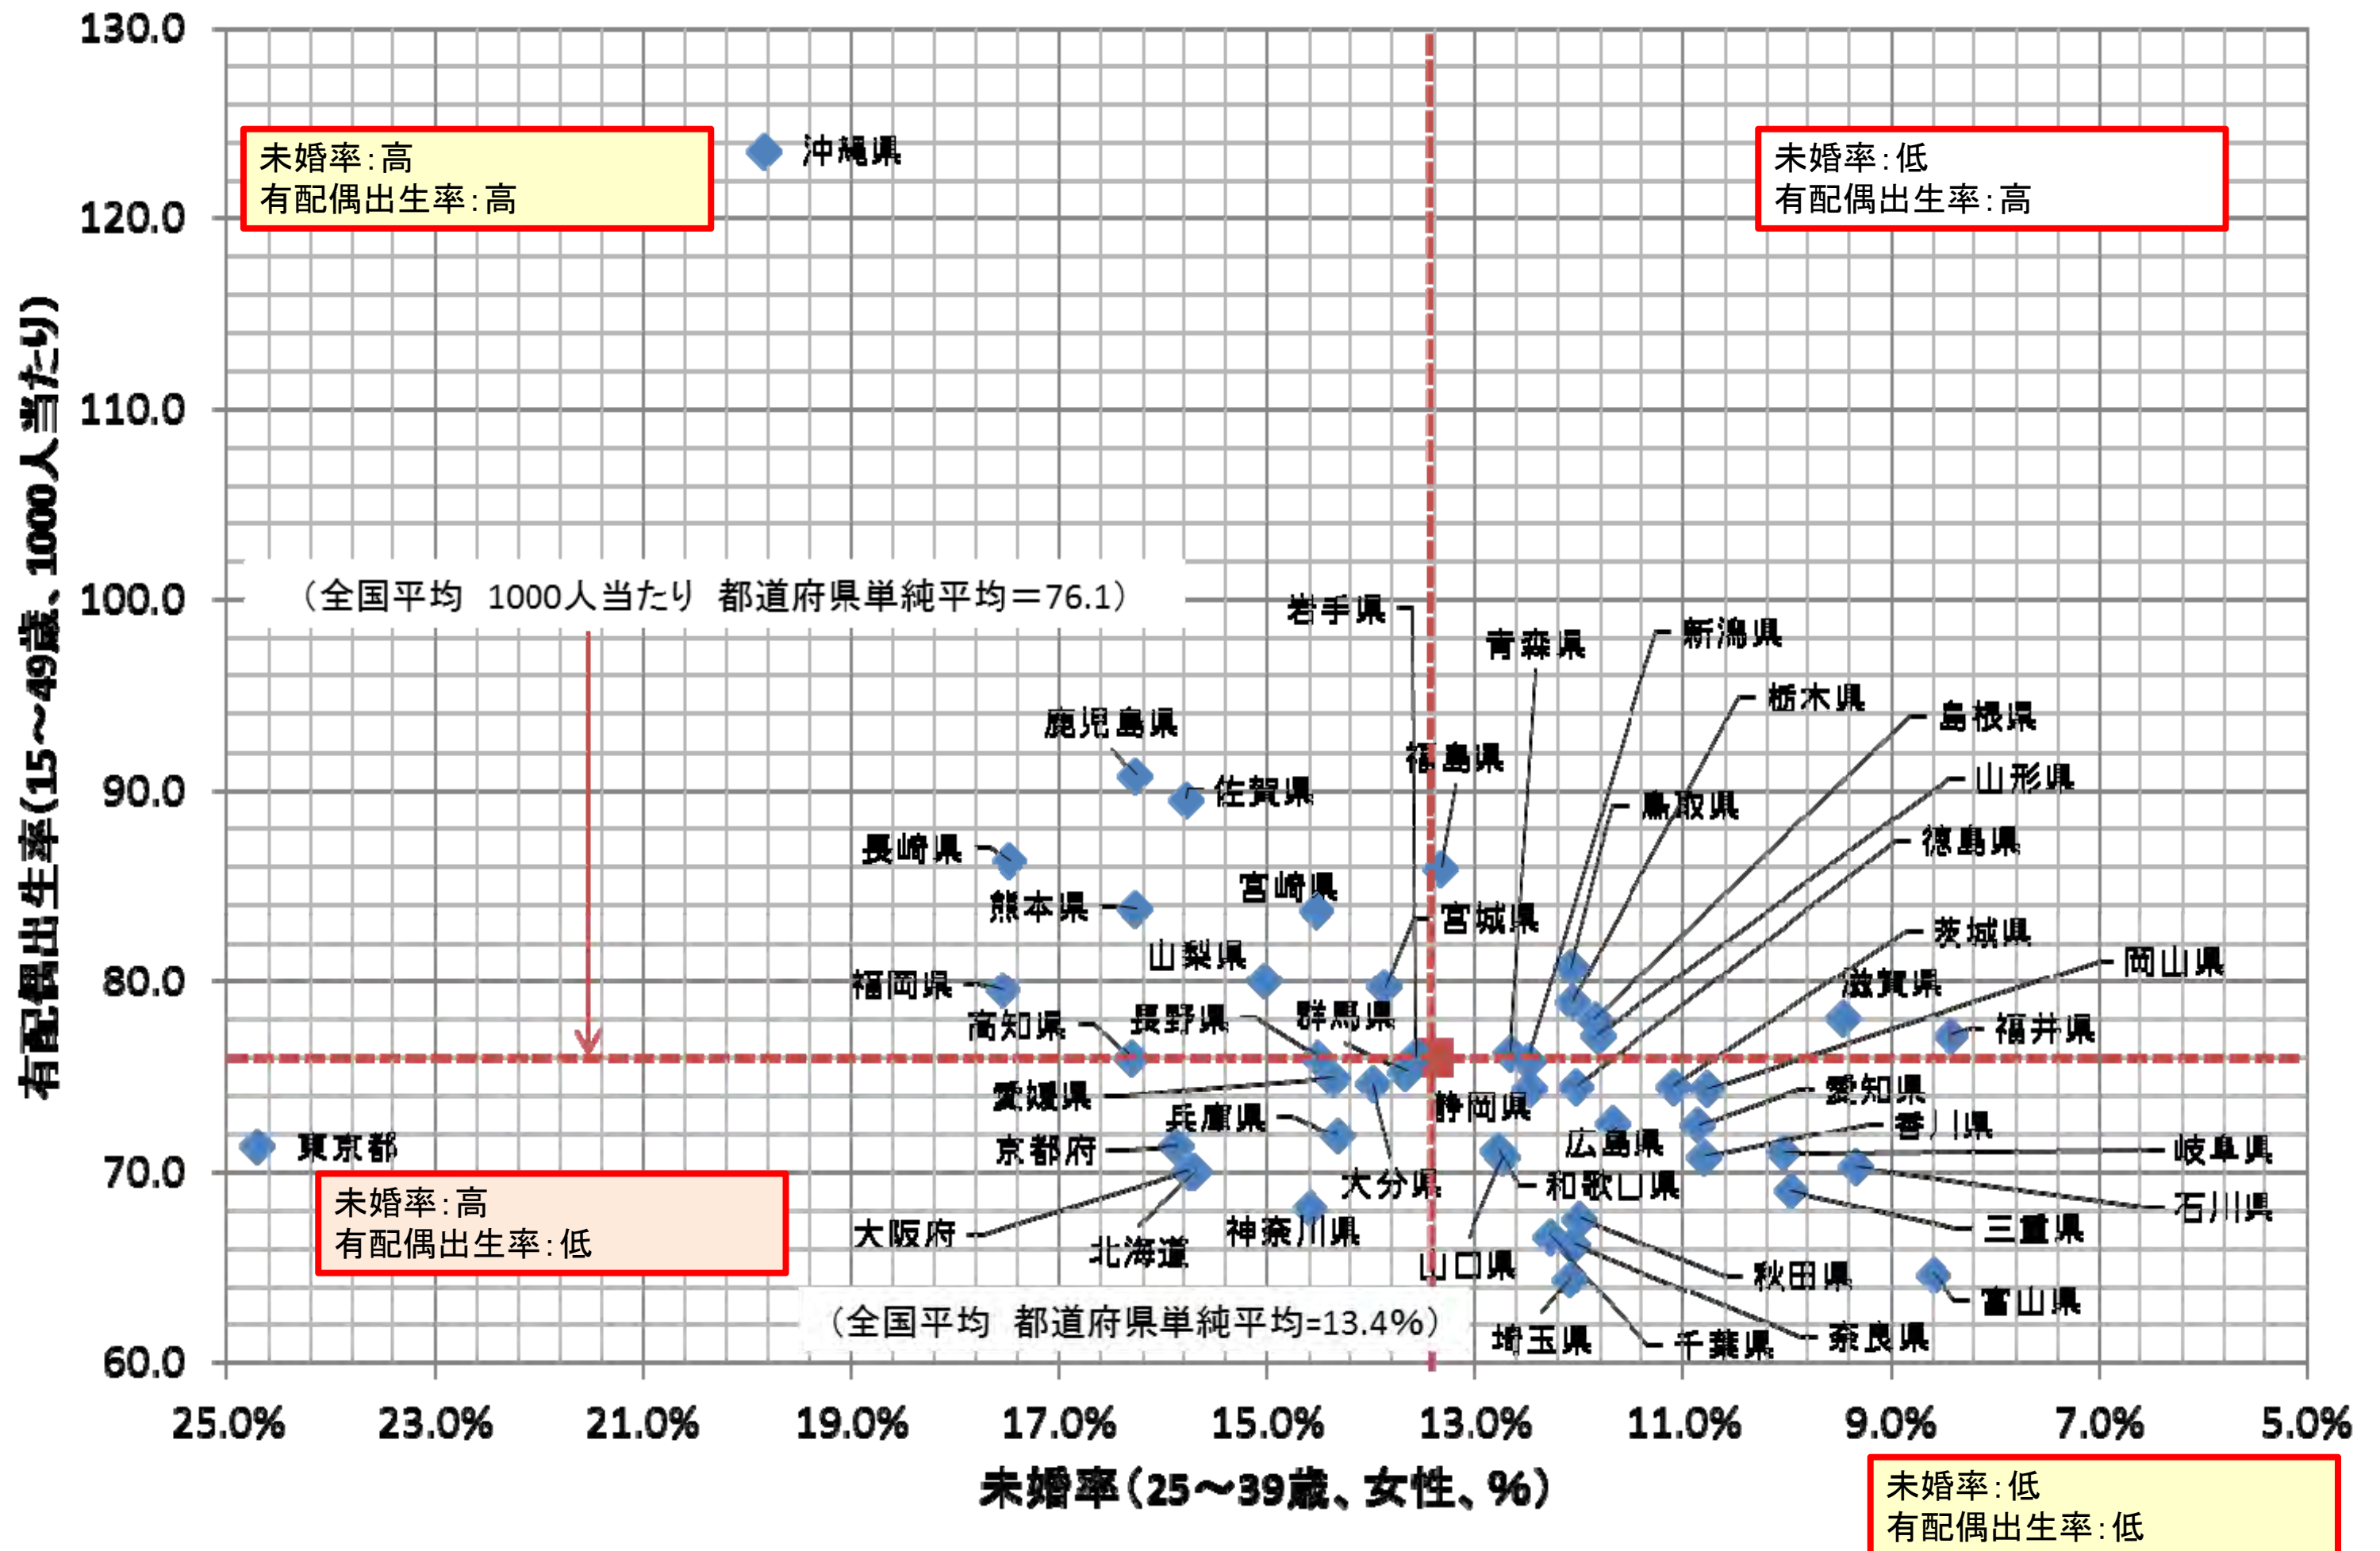 130.0
120.0
110.0
100.0
90.0
80.0
70.0
60.0
有配偶出生率(15～49歳、1000人当たり)
未婚率：高
有配偶出生率：高
沖縄県
未婚率：低
有配偶出生率：高
（全国平均　1000人当たり　都道府県単純平均＝76.1）
岩手県
青森県
新潟県
栃木県
島根県
鹿児島県
福島県
山形県
佐賀県
鳥取県
徳島県
長崎県
宮崎県
熊本県
宮城県
茨城県
山梨県
岡山県
福岡県
滋賀県
高知県
長野県
群馬県
福井県
愛媛県
静岡県
愛知県
兵庫県
香川県
東京都
京都府
広島県
岐阜県
大分県
和歌山県
石川県
未婚率：高
有配偶出生率：低
大阪府
北海道
神奈川県
三重県
山口県
秋田県
富山県
（全国平均　都道府県単純平均=13.4%）
埼玉県
千葉県
奈良県
25.0%
23.0%
21.0%
19.0%
17.0%
15.0%
13.0%
11.0%
9.0%
7.0%
5.0%
未婚率（25～39歳、女性、%）
未婚率：低
有配偶出生率：低